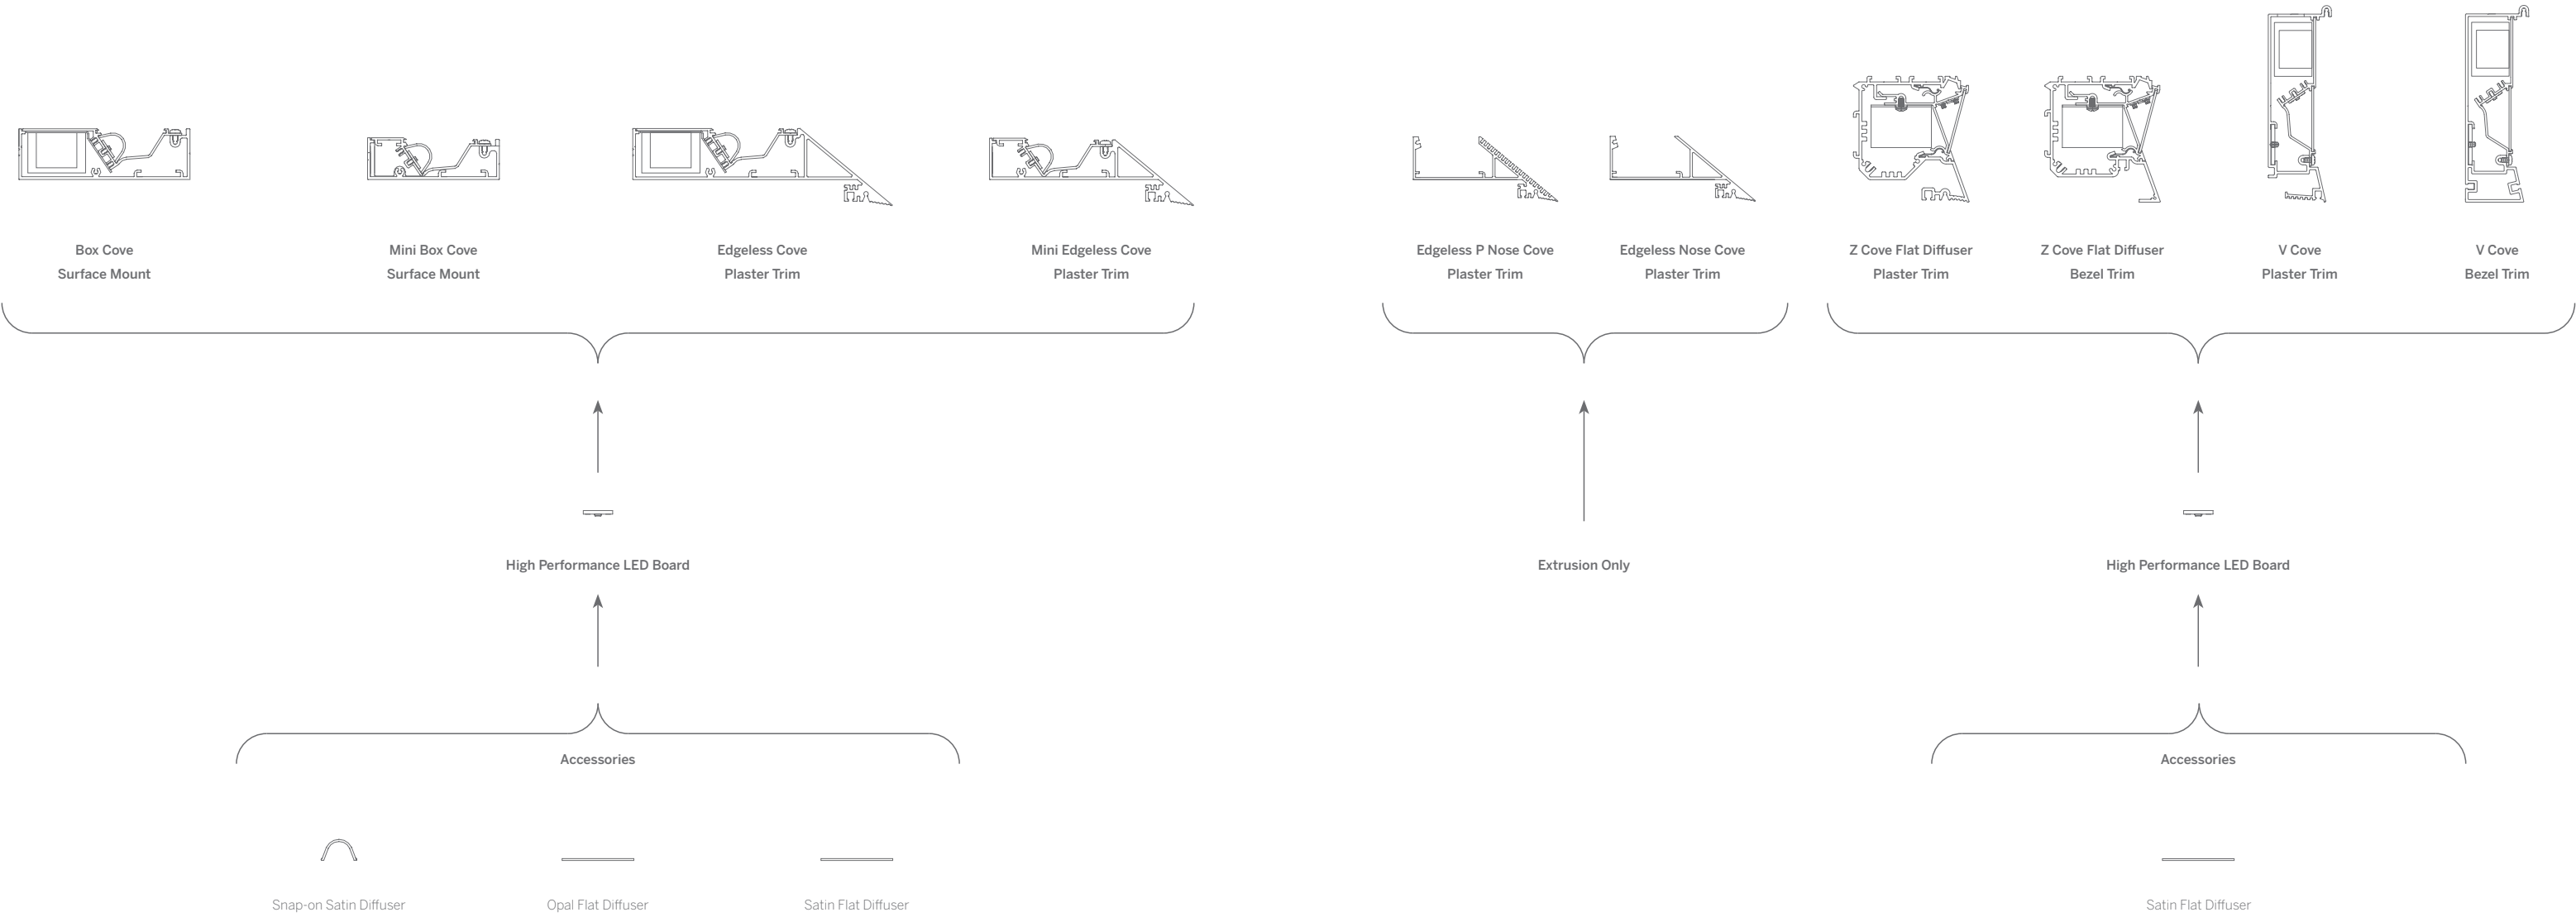 Box Cove
Surface Mount
Mini Box Cove
Surface Mount
Edgeless Cove
Plaster Trim
Mini Edgeless Cove
Plaster Trim
Edgeless P Nose Cove
Plaster Trim
Edgeless Nose Cove
Plaster Trim
Z Cove Flat Diffuser
Plaster Trim
Z Cove Flat Diffuser
Bezel Trim
V Cove
Plaster Trim
V Cove
Bezel Trim
High Performance LED Board
Extrusion Only
High Performance LED Board
Accessories
Accessories
Snap-on Satin Diffuser
Opal Flat Diffuser
Satin Flat Diffuser
Satin Flat Diffuser